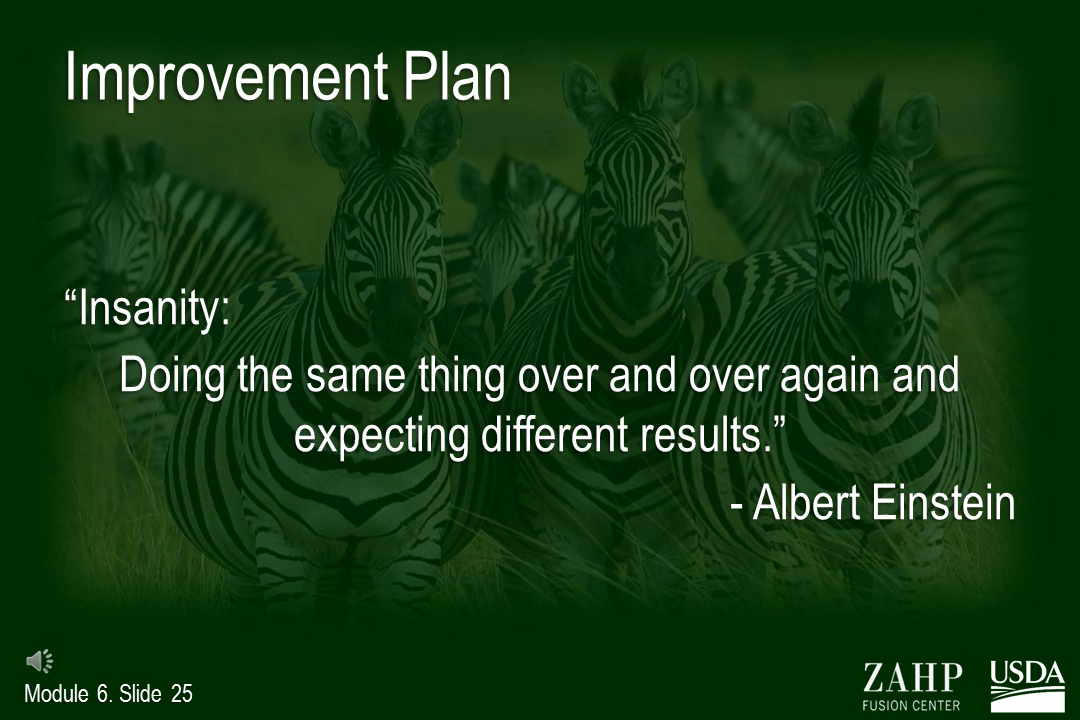 Improvement Plan
“Insanity:
Doing the same thing over and over again and
expecting different results.”
- Albert Einstein
Module 6. Slide 25
ZAHP
FUSION CENTER
USDA